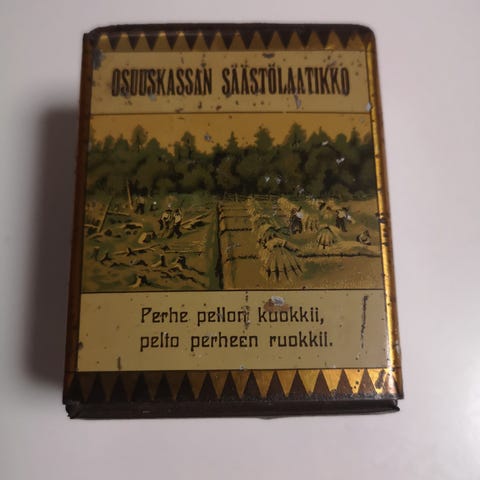 OSUUSKASSAN SÄÄSTÖLAATIKKO
Perhe pellon kuokkii,
pelto perheen ruokkii.